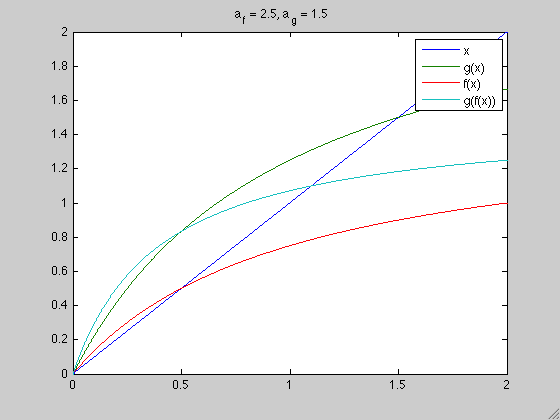 a_f = 2.5, a_g = 1.5
2
1.8
1.6
1.4
1.2
1
0.8
0.6
0.4
0.2
0
0 0.5 1 1.5 2
x
g(x)
f(x)
g(f(x))